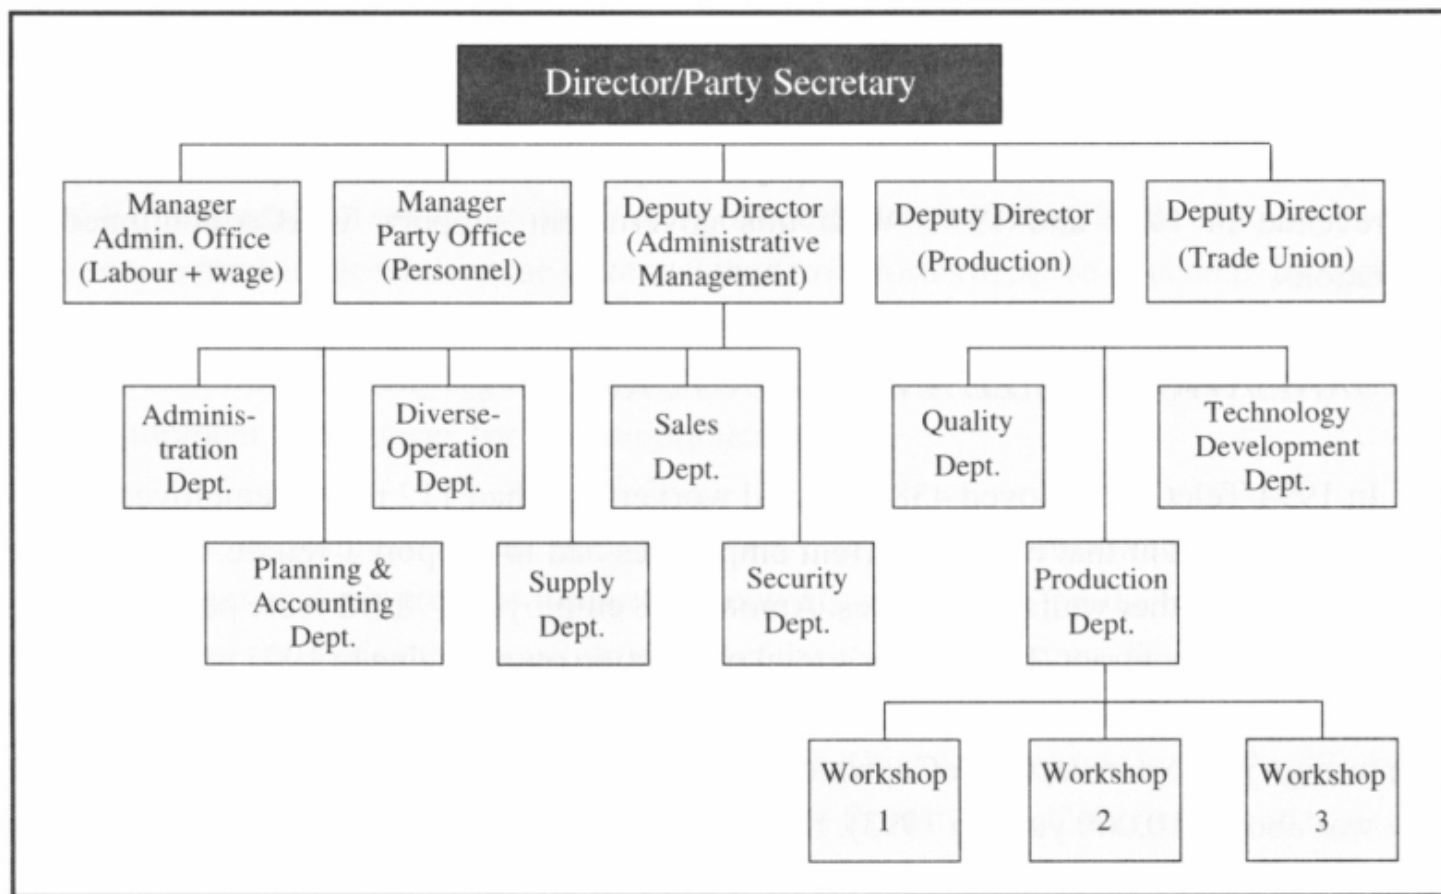 Director/Party Secretary
Manager
Admin. Office
(Labour + wage)
Manager
Party Office
(Personnel)
Deputy Director
(Administrative
Management)
Deputy Director
(Production)
Deputy Director
(Trade Union)
Adminis-
tration
Dept.
Diverse-
Operation
Dept.
Sales
Dept.
Quality
Dept.
Technology
Development
Dept.
Planning &
Accounting
Dept.
Supply
Dept.
Security
Dept.
Production
Dept.
Workshop
1
Workshop
2
Workshop
3